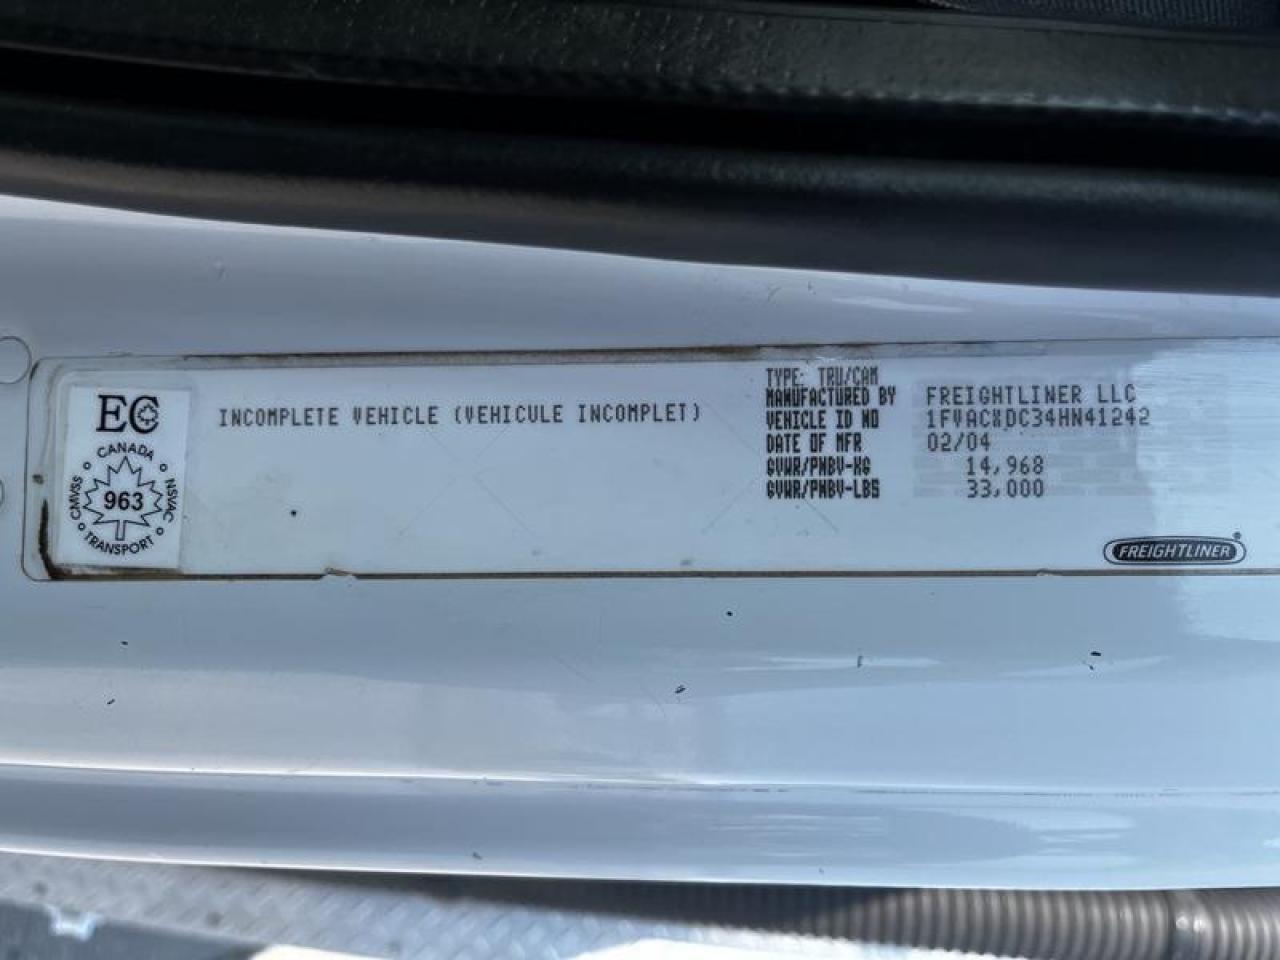 EC
CANADA
CMVSS 963 NSVAC
TRANSPORT
INCOMPLETE VEHICLE (VEHICULE INCOMPLET)
TYPE: TRU/CAM
MANUFACTURED BY FREIGHTLINER LLC
VEHICLE ID NO 1FVACXDC34HN41242
DATE OF MFR 02/04
GVWR/PNBV-KG 14,968
GVWR/PNBV-LBS 33,000
FREIGHTLINER®